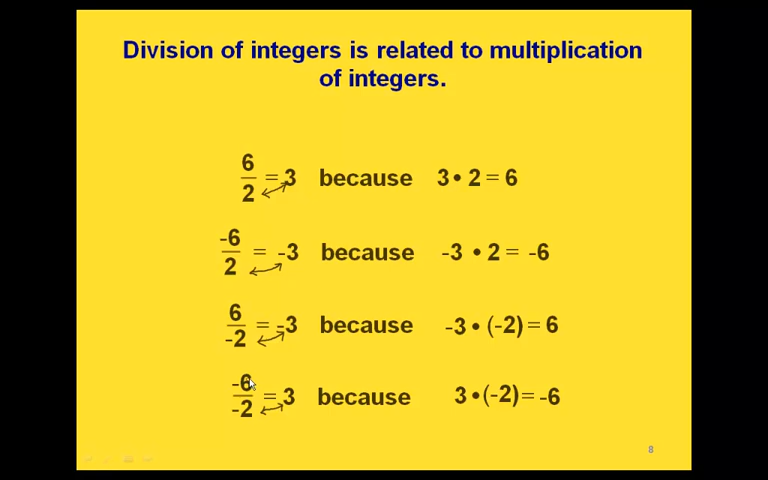 Division of integers is related to multiplication
of integers.
6/2 = 3 because 3 • 2 = 6
-6/2 = -3 because -3 • 2 = -6
6/-2 = -3 because -3 • (-2) = 6
-6/-2 = 3 because 3 • (-2) = -6
8